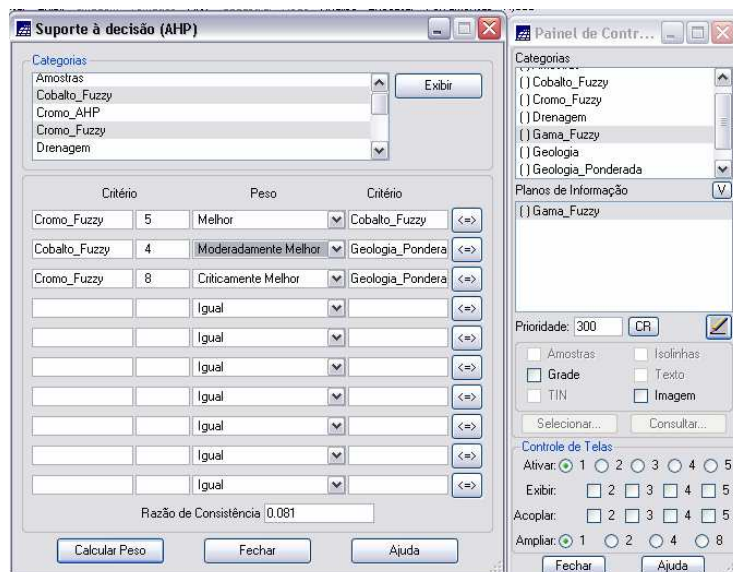 Suporte à decisão (AHP)
Categorias
Amostras
Cobalto_Fuzzy
Cromo_AHP
Cromo_Fuzzy
Drenagem
Exibir
Critério Peso Critério
Cromo_Fuzzy 5 Melhor Cobalto_Fuzzy <=>
Cobalto_Fuzzy 4 Moderadamente Melhor Geologia_Pondera <=>
Cromo_Fuzzy 8 Criticamente Melhor Geologia_Pondera <=>
Igual <=>
Igual <=>
Igual <=>
Igual <=>
Igual <=>
Igual <=>
Igual <=>
Razão de Consistência 0.081
Calcular Peso Fechar Ajuda
Painel de Contr...
Categorias
( ) Cobalto_Fuzzy
( ) Cromo_Fuzzy
( ) Drenagem
( ) Gama_Fuzzy
( ) Geologia
( ) Geologia_Ponderada
Planos de Informação V
( ) Gama_Fuzzy
Prioridade: 300 CR
Amostras Isolinhas
Grade Texto
TIN Imagem
Selecionar... Consultar...
Controle de Telas
Ativar: 1 2 3 4 5
Exibir: 2 3 4 5
Acoplar: 2 3 4 5
Ampliar: 1 2 4 8
Fechar Ajuda